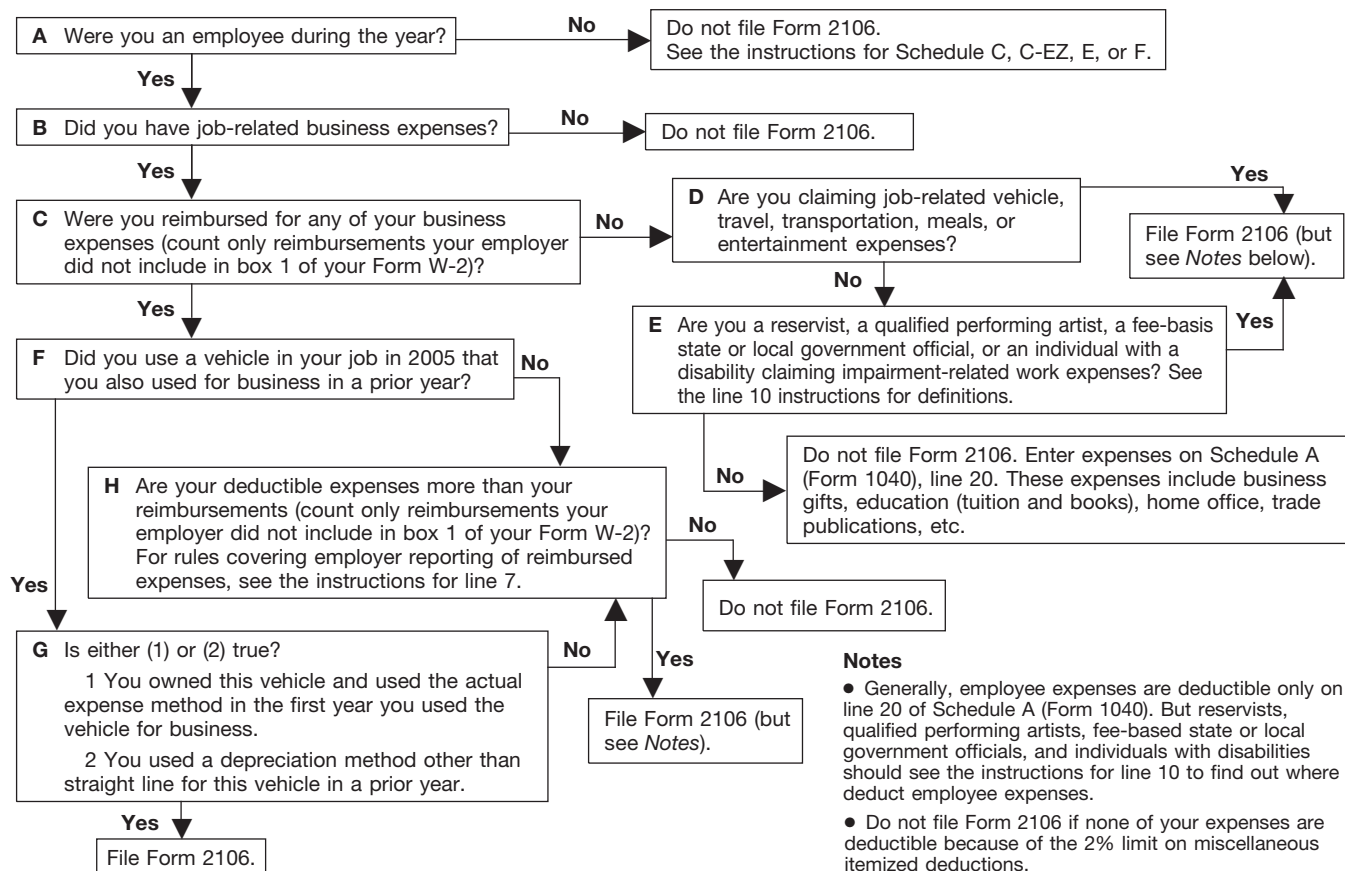 A Were you an employee during the year?
No
Do not file Form 2106.
See the instructions for Schedule C, C-EZ, E, or F.
Yes
B Did you have job-related business expenses?
No
Do not file Form 2106.
Yes
C Were you reimbursed for any of your business
expenses (count only reimbursements your employer
did not include in box 1 of your Form W-2)?
No
D Are you claiming job-related vehicle,
travel, transportation, meals, or
entertainment expenses?
Yes
File Form 2106 (but
see Notes below).
No
Yes
E Are you a reservist, a qualified performing artist, a fee-basis
state or local government official, or an individual with a
disability claiming impairment-related work expenses? See
the line 10 instructions for definitions.
Yes
No
Do not file Form 2106. Enter expenses on Schedule A
(Form 1040), line 20. These expenses include business
gifts, education (tuition and books), home office, trade
publications, etc.
F Did you use a vehicle in your job in 2005 that
you also used for business in a prior year?
No
Yes
H Are your deductible expenses more than your
reimbursements (count only reimbursements your
employer did not include in box 1 of your Form W-2)?
For rules covering employer reporting of reimbursed
expenses, see the instructions for line 7.
No
Do not file Form 2106.
Yes
File Form 2106 (but
see Notes).
G Is either (1) or (2) true?
1 You owned this vehicle and used the actual
expense method in the first year you used the
vehicle for business.
2 You used a depreciation method other than
straight line for this vehicle in a prior year.
No
Yes
File Form 2106.
Notes
● Generally, employee expenses are deductible only on
line 20 of Schedule A (Form 1040). But reservists,
qualified performing artists, fee-based state or local
government officials, and individuals with disabilities
should see the instructions for line 10 to find out where
deduct employee expenses.
● Do not file Form 2106 if none of your expenses are
deductible because of the 2% limit on miscellaneous
itemized deductions.